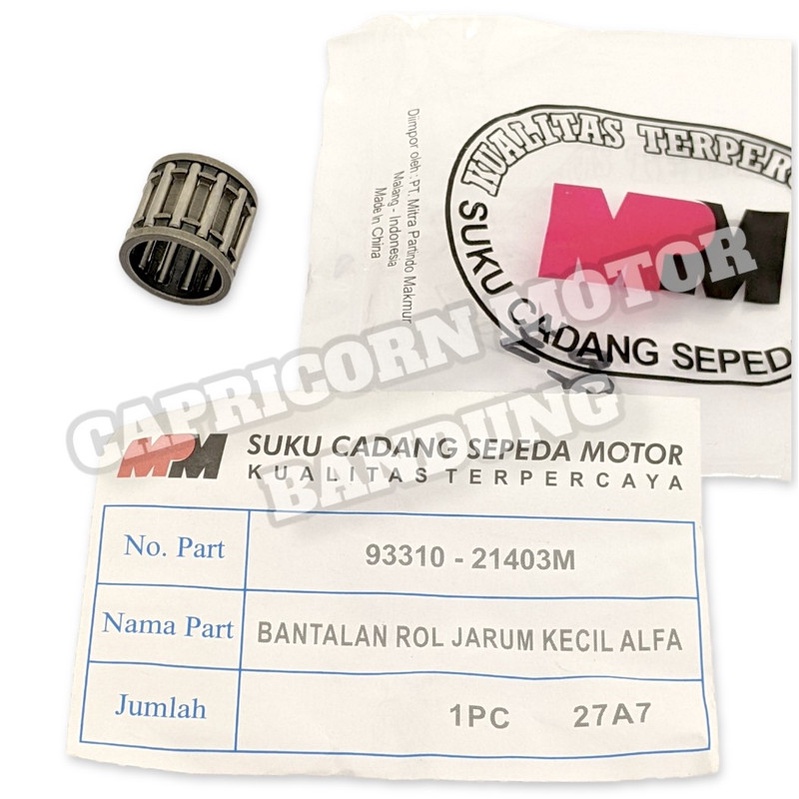 Diimpor oleh : PT. Mitra Partindo Makmur
Malang - Indonesia
Made In China
KUALITAS TERPER
MPM
SUKU CADANG SEPEDA
CAPRICORN MOTOR
BANDUNG
MPM
SUKU CADANG SEPEDA MOTOR
KUALITAS TERPERCAYA
No. Part 93310 - 21403M
Nama Part BANTALAN ROL JARUM KECIL ALFA
Jumlah 1PC 27A7